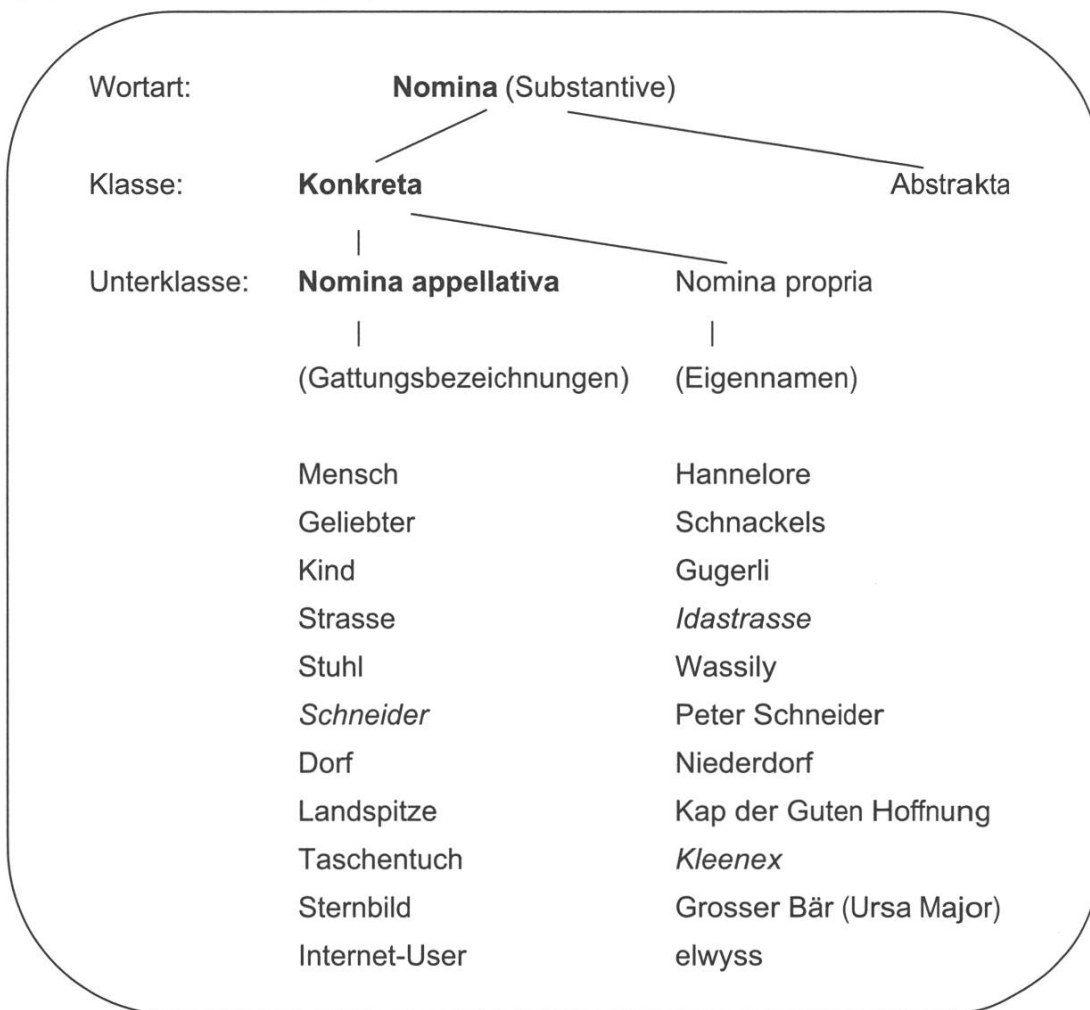 Wortart: Nomina (Substantive)
Klasse: Konkreta Abstrakta
Unterklasse: Nomina appellativa Nomina propria
(Gattungsbezeichnungen) (Eigennamen)
Mensch Hannelore
Geliebter Schnackels
Kind Gugerli
Strasse Idastrasse
Stuhl Wassily
Schneider Peter Schneider
Dorf Niederdorf
Landspitze Kap der Guten Hoffnung
Taschentuch Kleenex
Sternbild Grosser Bär (Ursa Major)
Internet-User elwyss